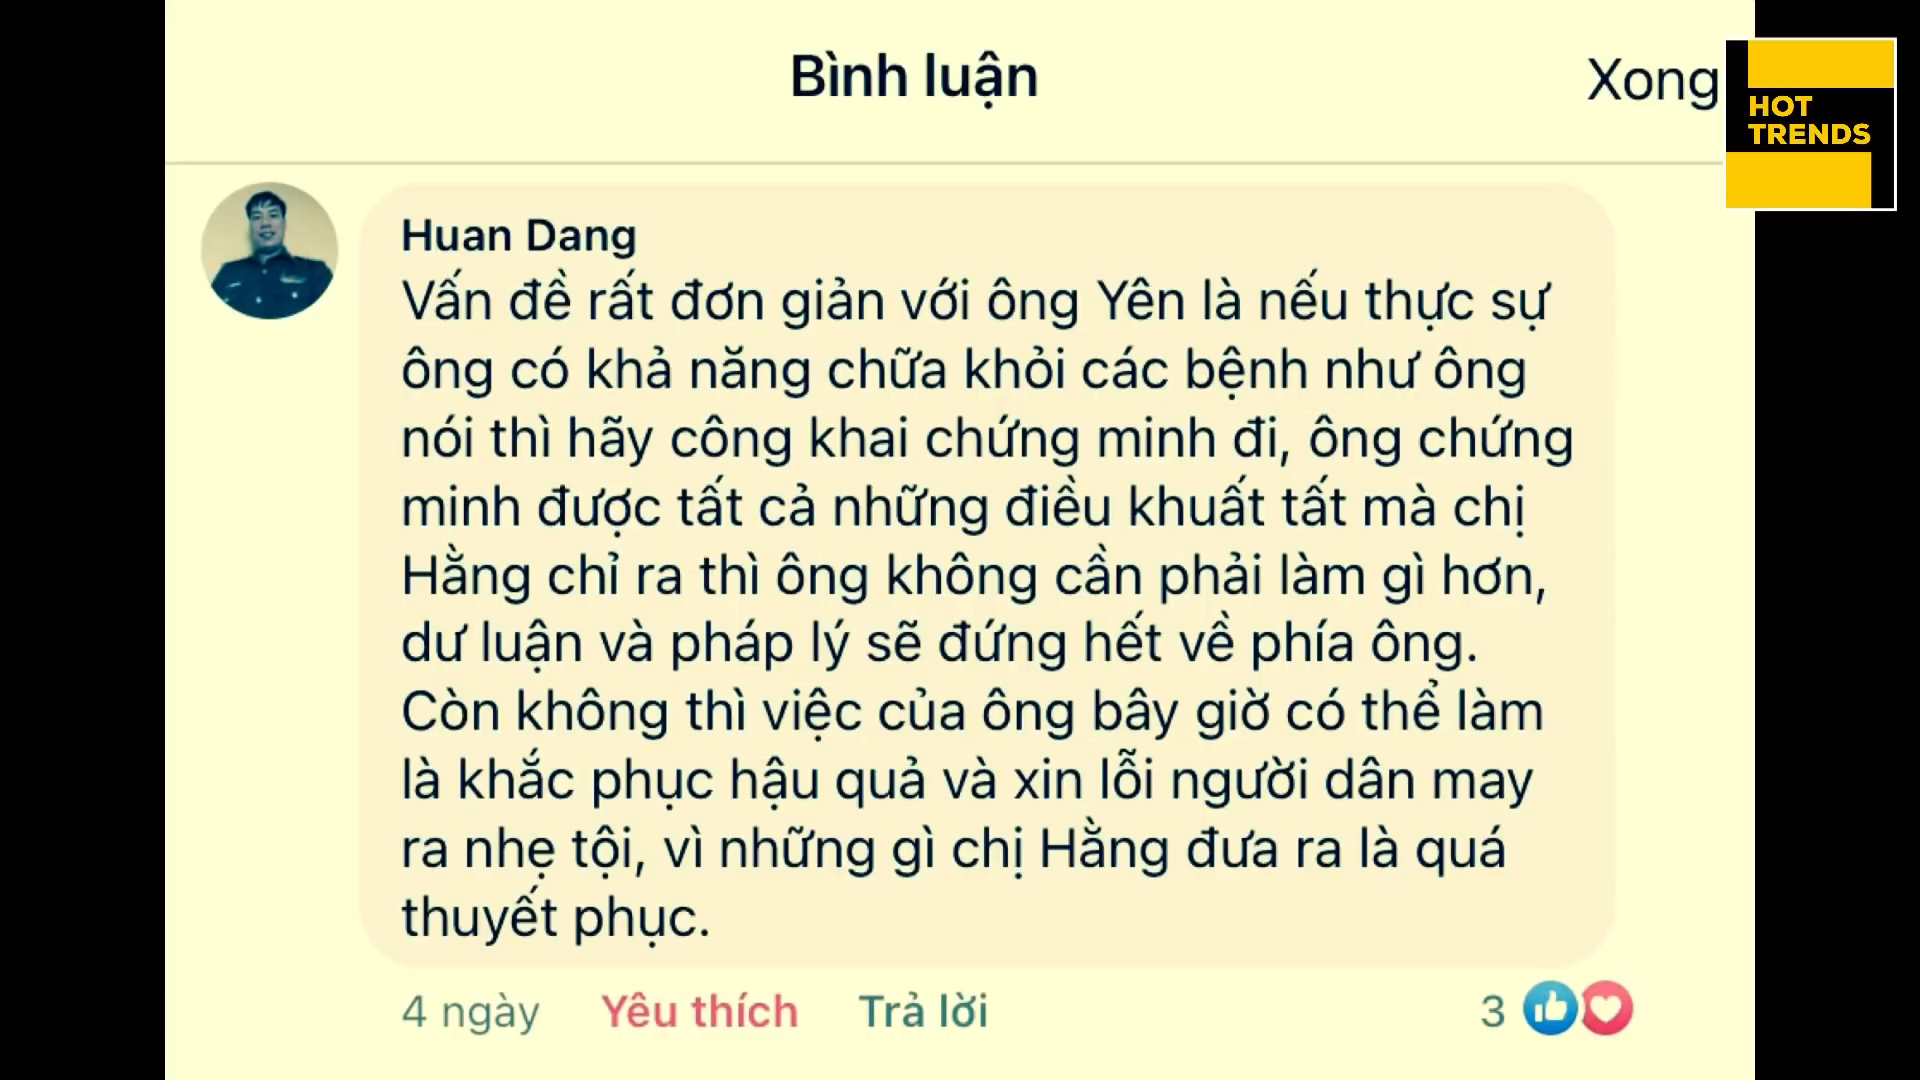 Bình luận
Xong
HOT
TRENDS
Huan Dang
Vấn đề rất đơn giản với ông Yên là nếu thực sự
ông có khả năng chữa khỏi các bệnh như ông
nói thì hãy công khai chứng minh đi, ông chứng
minh được tất cả những điều khuất tất mà chị
Hằng chỉ ra thì ông không cần phải làm gì hơn,
dư luận và pháp lý sẽ đứng hết về phía ông.
Còn không thì việc của ông bây giờ có thể làm
là khắc phục hậu quả và xin lỗi người dân may
ra nhẹ tội, vì những gì chị Hằng đưa ra là quá
thuyết phục.
4 ngày Yêu thích Trả lời 3